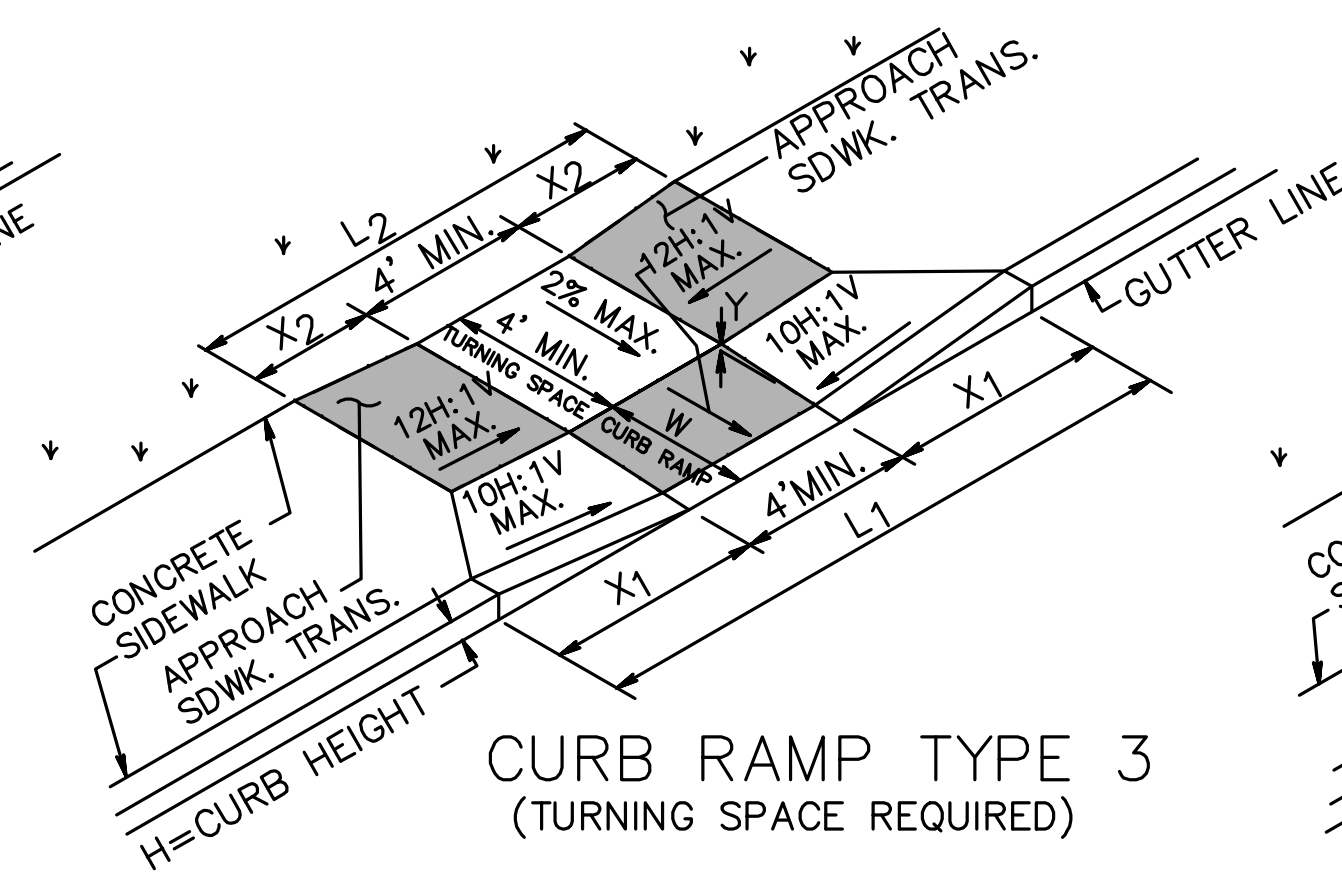 NE
APPROACH
SDWK. TRANS.
L2
X2
4' MIN.
X2
12H:1V
MAX.
Y
GUTTER LINE
2% MAX.
10H:1V
MAX.
4' MIN.
TURNING SPACE
12H:1V
MAX.
W
CURB RAMP
X1
4'MIN.
L1
10H:1V
MAX.
X1
CONCRETE
SIDEWALK
APPROACH
SDWK. TRANS.
H=CURB HEIGHT
CURB RAMP TYPE 3
(TURNING SPACE REQUIRED)
CO